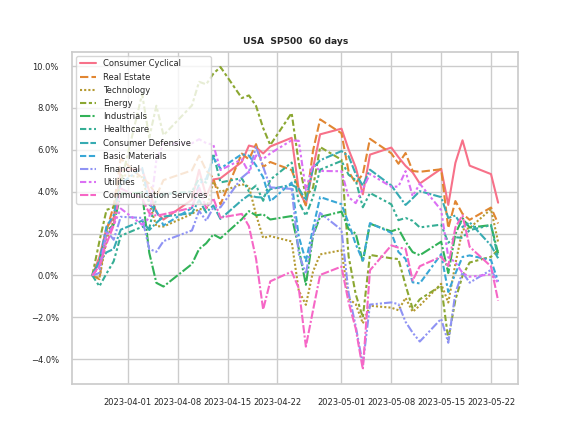 USA  SP500  60 days
Consumer Cyclical
Real Estate
Technology
Energy
Industrials
Healthcare
Consumer Defensive
Basic Materials
Financial
Utilities
Communication Services
10.0%
8.0%
6.0%
4.0%
2.0%
0.0%
−2.0%
−4.0%
2023-04-01 2023-04-08 2023-04-15 2023-04-22 2023-05-01 2023-05-08 2023-05-15 2023-05-22